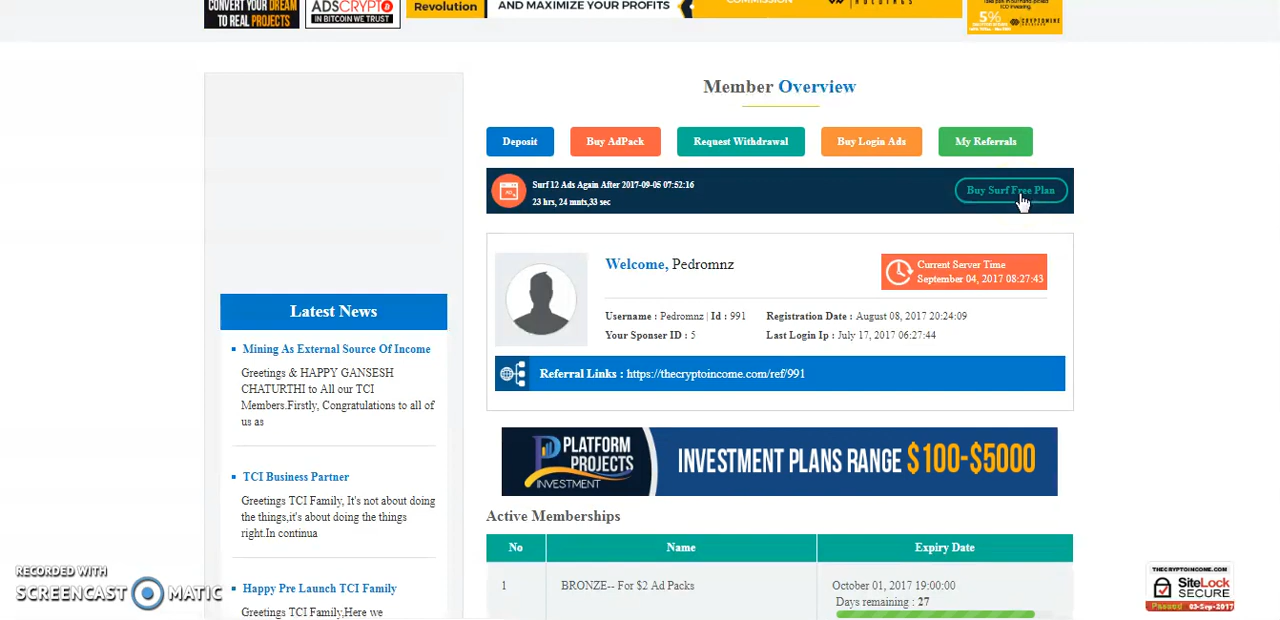 CONVERT YOUR DREAM
TO REAL PROJECTS
ADSCRYPT
IN BITCOIN WE TRUST
Revolution
AND MAXIMIZE YOUR PROFITS
COMMISSION
HOLDINGS
5%
Member Overview
Deposit
Buy AdPack
Request Withdrawal
Buy Login Ads
My Referrals
Surf 12 Ads Again After 2017-09-05 07:52:16
23 hrs, 24 mnts,33 sec
Buy Surf Free Plan
Welcome, Pedromnz
Current Server Time
September 04, 2017 08:27:43
Username : Pedromnz | Id : 991
Registration Date : August 08, 2017 20:24:09
Your Sponser ID : 5
Last Login Ip : July 17, 2017 06:27:44
Referral Links : https://thecryptoincome.com/ref/991
Latest News
Mining As External Source Of Income
Greetings & HAPPY GANSESH
CHATURTHI to All our TCI
Members.Firstly, Congratulations to all of
us as
TCI Business Partner
Greetings TCI Family, It's not about doing
the things,it's about doing the things
right.In continua
Happy Pre Launch TCI Family
Greetings TCI Family,Here we
PLATFORM
PROJECTS
INVESTMENT
INVESTMENT PLANS RANGE $100-$5000
Active Memberships
No
Name
Expiry Date
1
BRONZE-- For $2 Ad Packs
October 01, 2017 19:00:00
Days remaining : 27
RECORDED WITH
SCREENCAST MATIC
THECRYPTOINCOME.COM
SiteLock
SECURE
Passed 03-Sep-2017